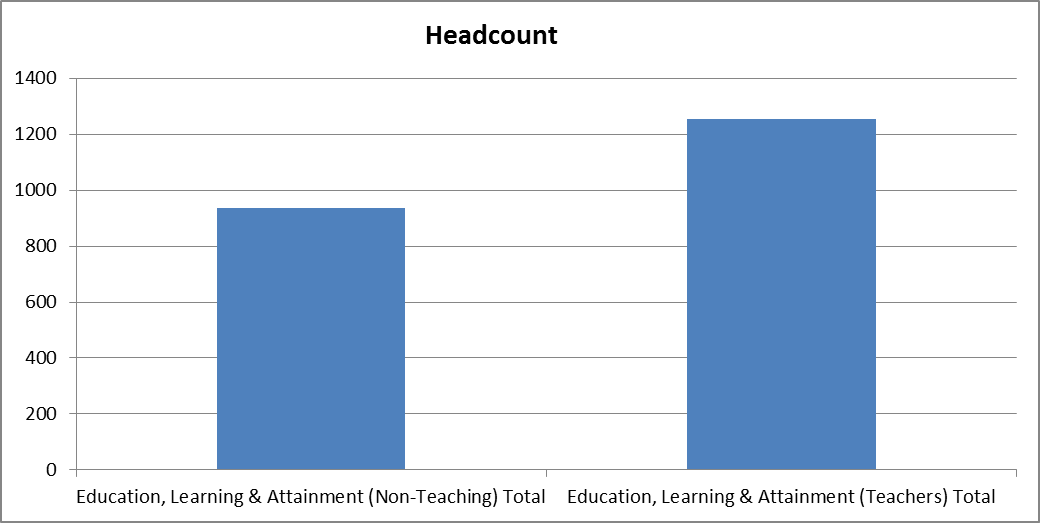 Headcount
1400
1200
1000
800
600
400
200
0
Education, Learning & Attainment (Non-Teaching) Total
Education, Learning & Attainment (Teachers) Total